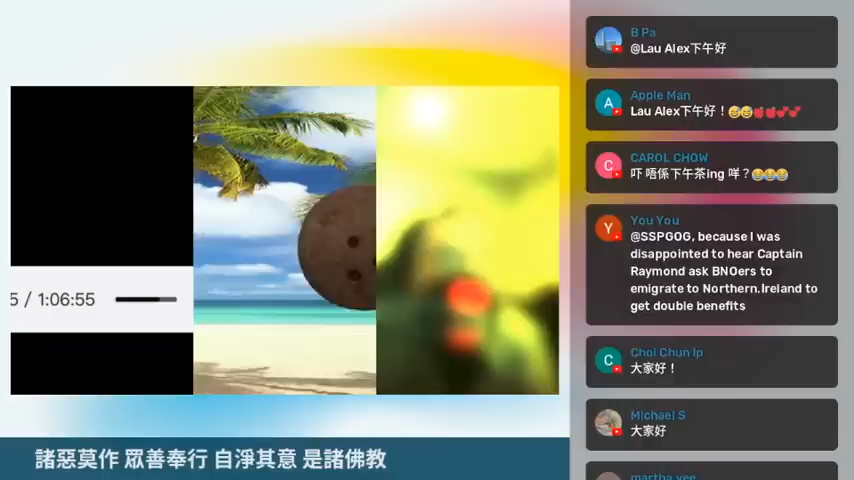 5 / 1:06:55
諸惡莫作 眾善奉行 自淨其意 是諸佛教
B Pa
@Lau Alex下午好
A
Apple Man
Lau Alex下午好！😅😅🍎🍎💕💕
C
CAROL CHOW
吓 唔係下午茶ing 咩？😂😂😂
Y
You You
@SSPGOG, because I was
disappointed to hear Captain
Raymond ask BNOers to
emigrate to Northern.Ireland to
get double benefits
C
Choi Chun Ip
大家好！
Michael S
大家好
martha yee